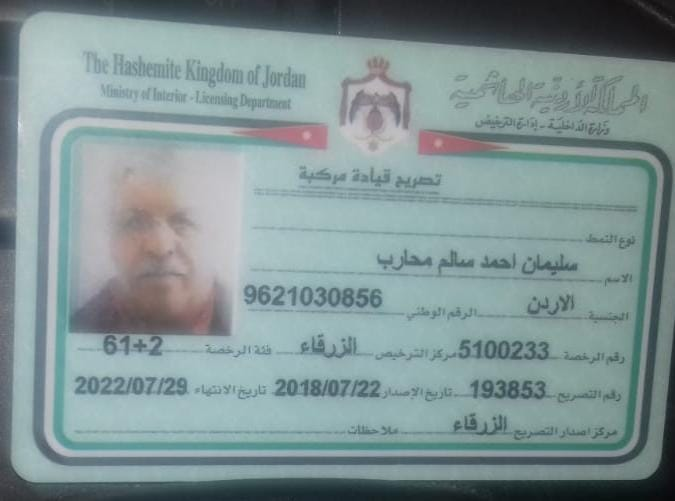 The Hashemite Kingdom of Jordan
Ministry of Interior - Licensing Department
المملكة الأردنية الهاشمية
وزارة الداخلية - إدارة الترخيص
تصريح قيادة مركبة
نوع النمط
الاسم سليمان احمد سالم محارب
الجنسية الاردن الرقم الوطني 9621030856
رقم الرخصة 5100233 مركز الترخيص الزرقاء فئة الرخصة 61+2
رقم التصريح 193853 تاريخ الإصدار 2018/07/22 تاريخ الانتهاء 2022/07/29
مركز اصدار التصريح الزرقاء ملاحظات